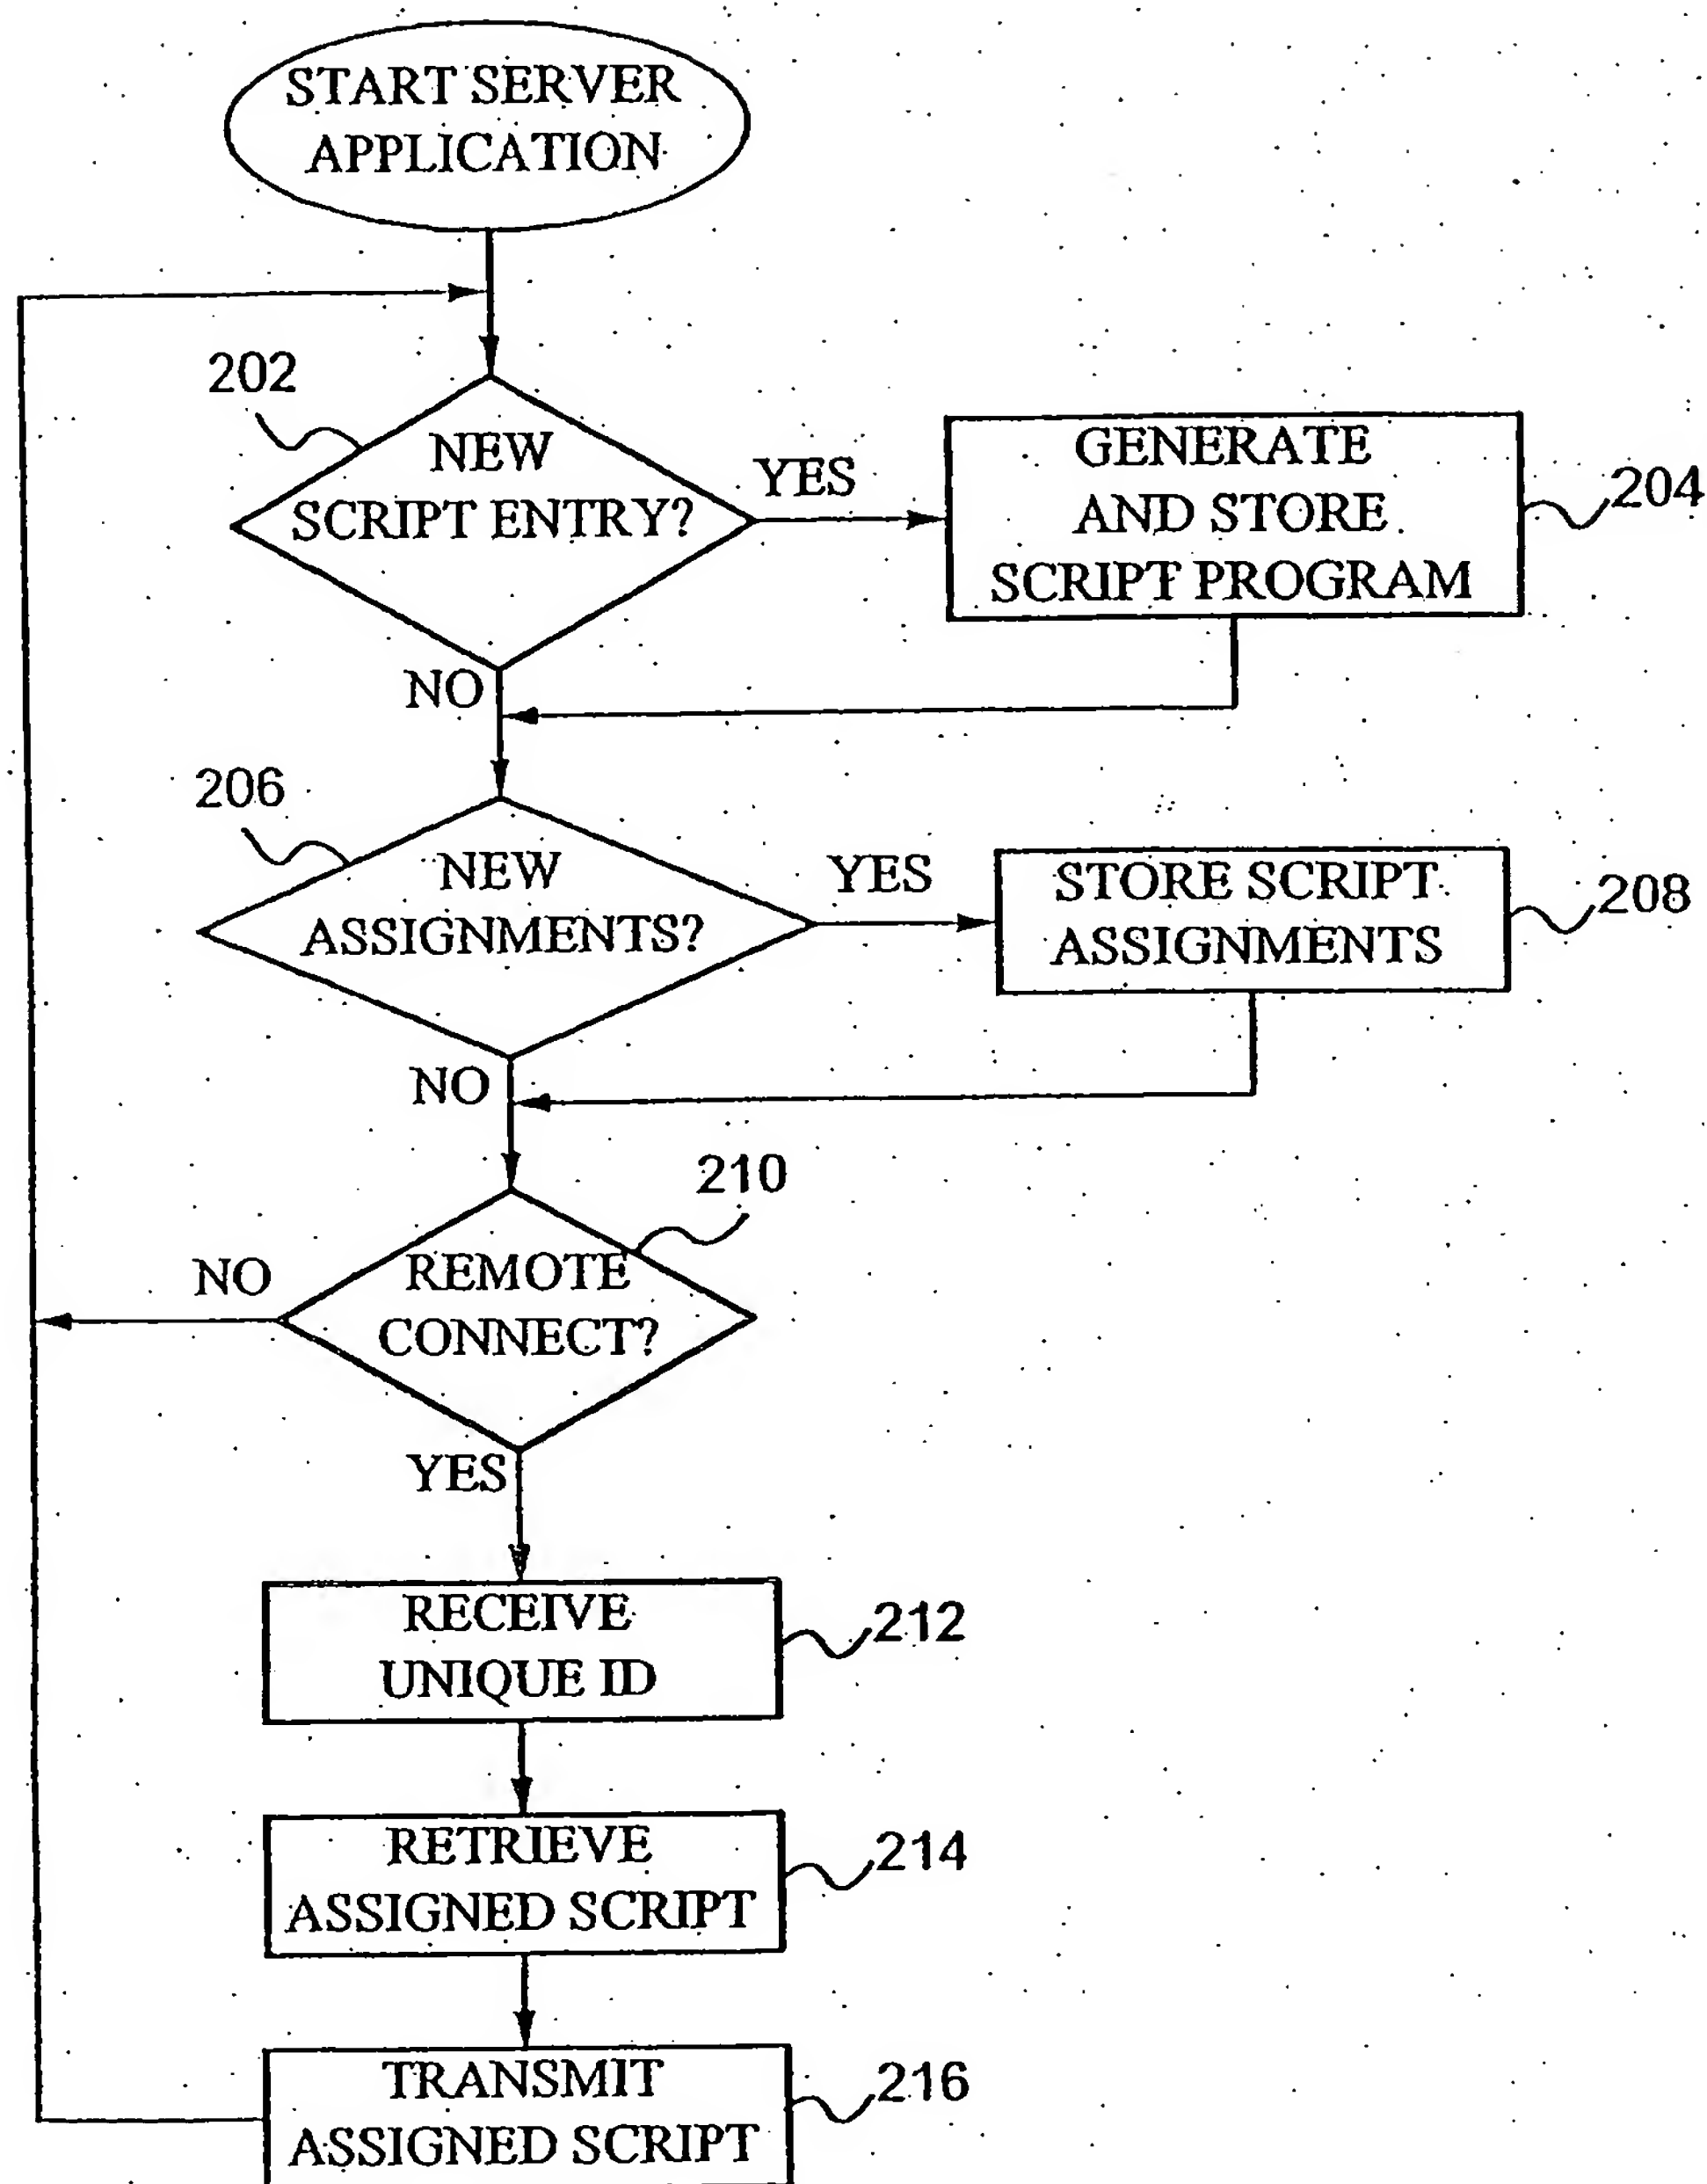 START SERVER
APPLICATION
202
NEW
SCRIPT ENTRY?
YES
GENERATE
AND STORE
SCRIPT PROGRAM
204
NO
206
NEW
ASSIGNMENTS?
YES
STORE SCRIPT
ASSIGNMENTS
208
NO
210
REMOTE
CONNECT?
NO
YES
RECEIVE
UNIQUE ID
212
RETRIEVE
ASSIGNED SCRIPT
214
TRANSMIT
ASSIGNED SCRIPT
216